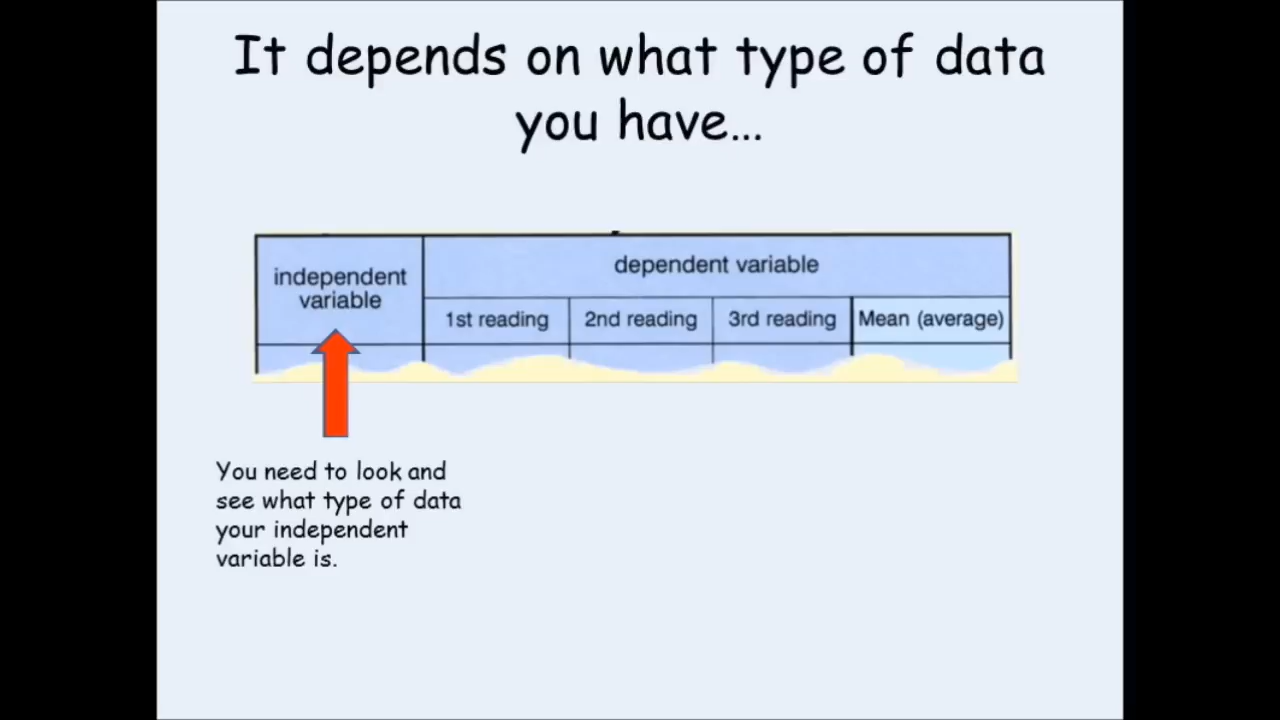 It depends on what type of data
you have...
independent
variable
dependent variable
1st reading
2nd reading
3rd reading
Mean (average)
You need to look and
see what type of data
your independent
variable is.